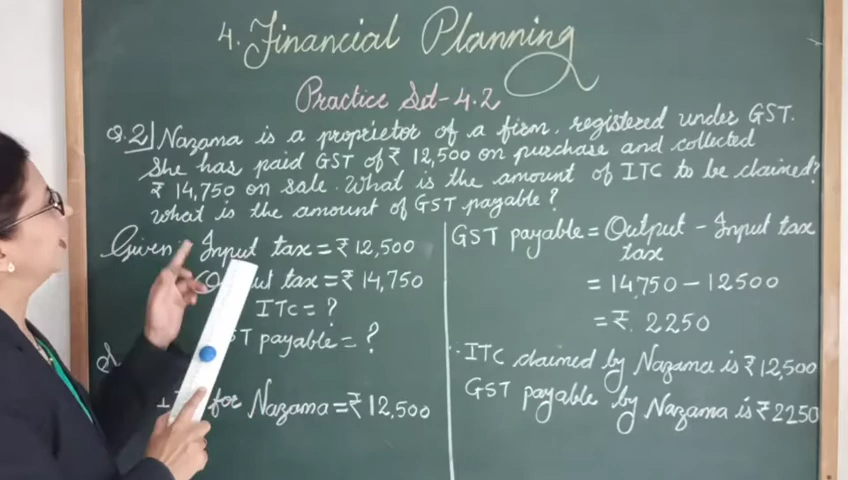 4. Financial Planning
Practice Set-4.2
Q.2] Nazama is a proprietor of a firm, registered under GST.
She has paid GST of ₹ 12,500 on purchase and collected
₹ 14,750 on sale. What is the amount of ITC to be claimed?
What is the amount of GST payable?
Given: Input tax = ₹ 12,500
tax = ₹ 14,750
ITC = ?
payable = ?
for Nazama = ₹ 12,500
GST payable = Output - Input tax
tax
= 14,750 - 12500
= ₹. 2250
∴ ITC claimed by Nazama is ₹ 12,500
GST payable by Nazama is ₹ 2250